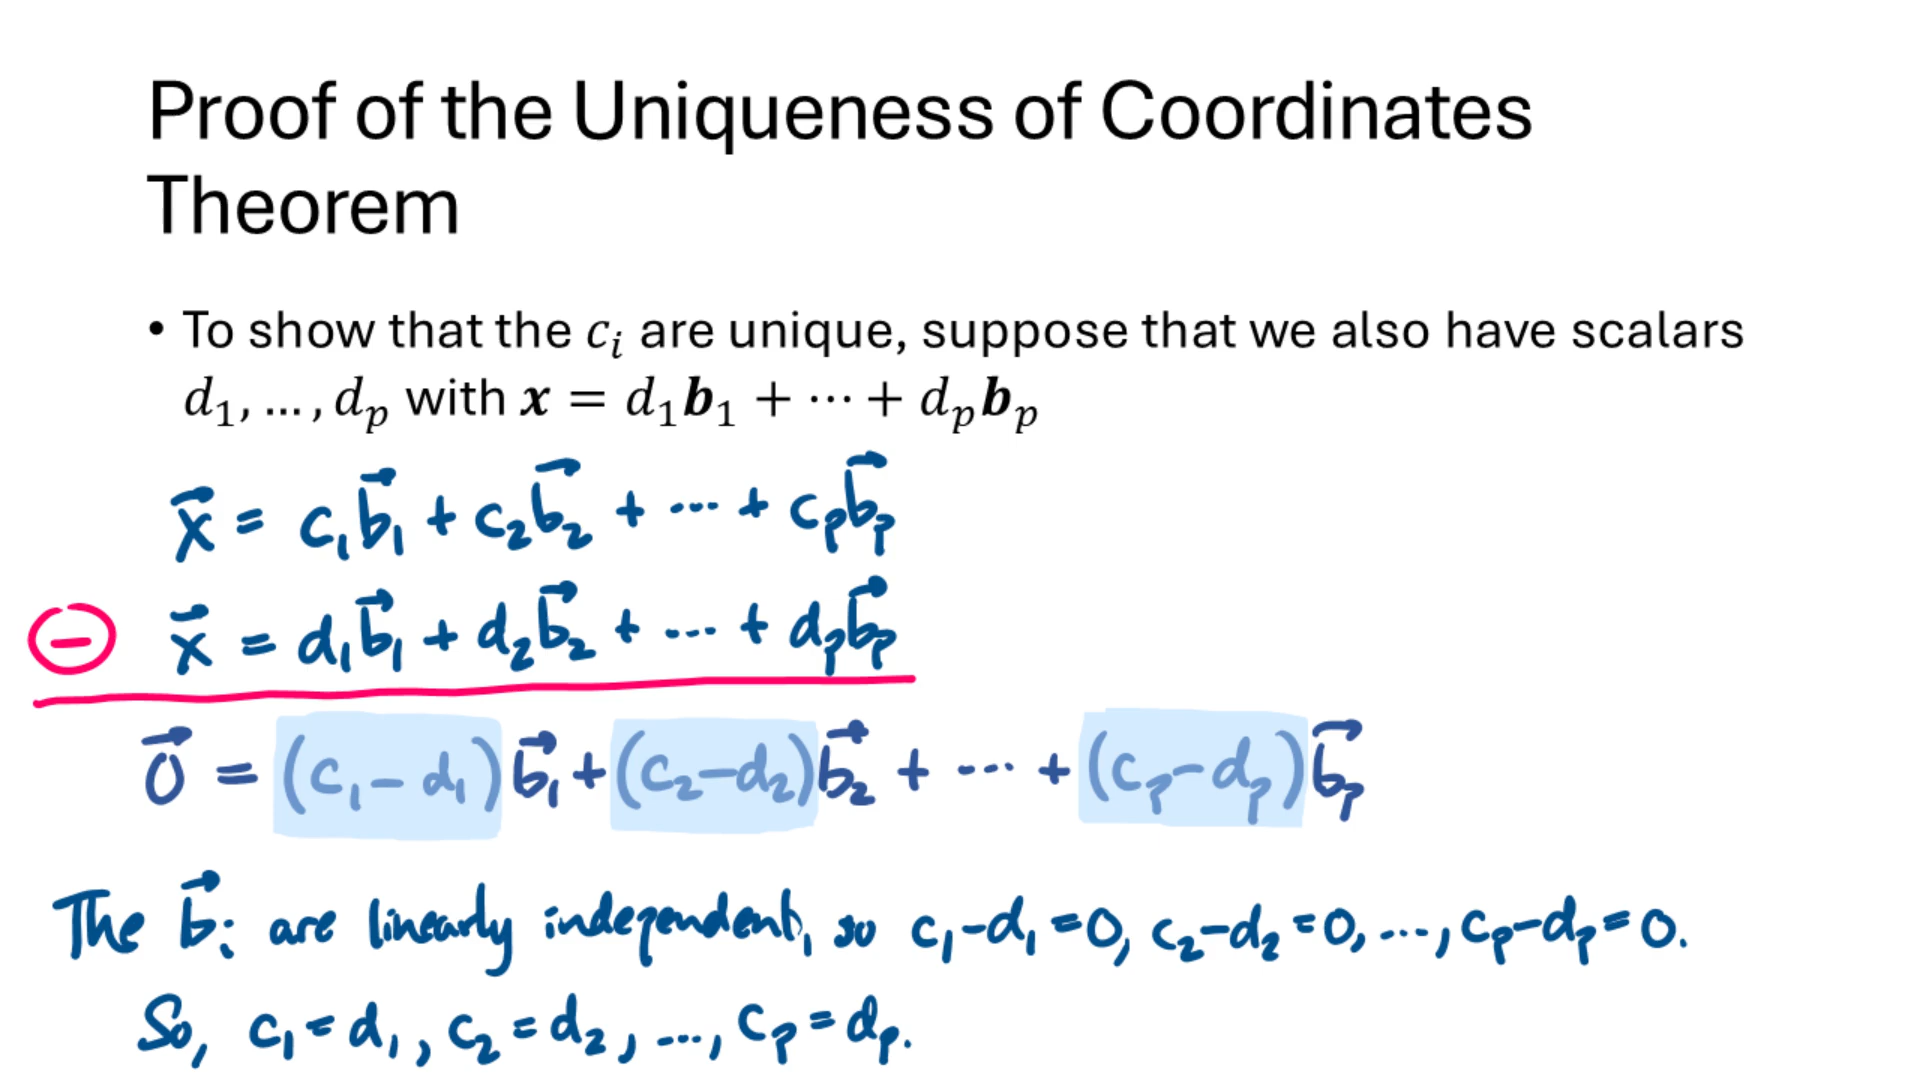 Proof of the Uniqueness of Coordinates
Theorem
• To show that the cᵢ are unique, suppose that we also have scalars
d₁, … , dₚ with x = d₁b₁ + ⋯ + dₚbₚ
x⃗ = c₁b⃗₁ + c₂b⃗₂ + ⋯ + cₚb⃗ₚ
⊖ x⃗ = d₁b⃗₁ + d₂b⃗₂ + ⋯ + dₚb⃗ₚ
0⃗ = (c₁ − d₁)b⃗₁ + (c₂ − d₂)b⃗₂ + ⋯ + (cₚ − dₚ)b⃗ₚ
The b⃗ᵢ are linearly independent, so c₁−d₁ = 0, c₂−d₂ = 0, ⋯, cₚ−dₚ = 0.
So, c₁ = d₁, c₂ = d₂, ⋯, cₚ = dₚ.